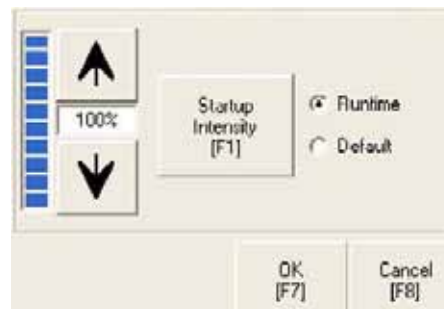 100%
Startup
Intensity
[F1]
Runtime
Default
OK
[F7]
Cancel
[F8]